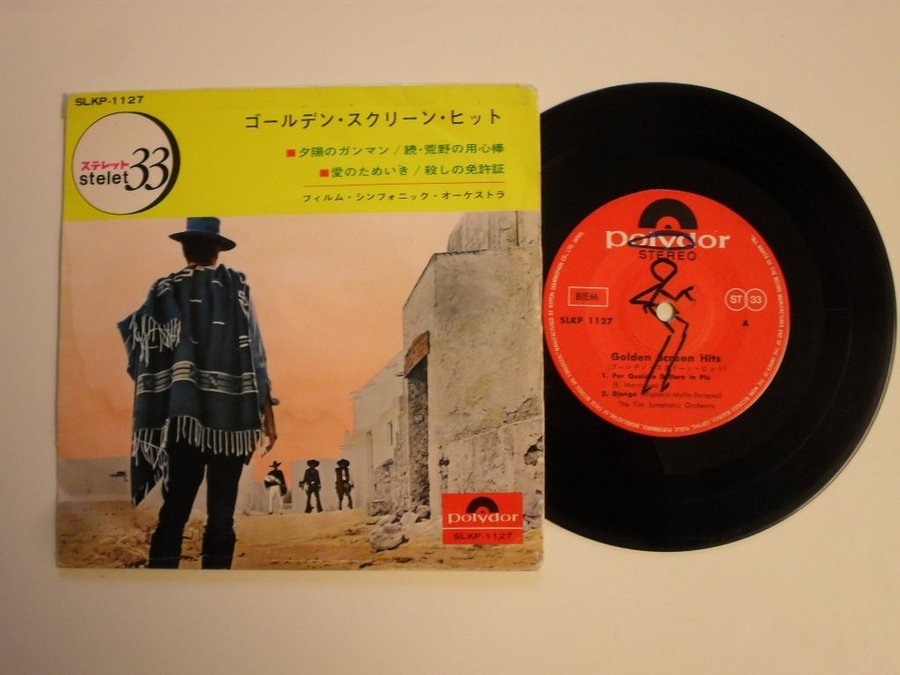 SLKP-1127
ステレット
stelet 33
ゴールデン・スクリーン・ヒット
■夕陽のガンマン / 続・荒野の用心棒
■愛のためいき / 殺しの免許証
フィルム・シンフォニック・オーケストラ
polydor
SLKP-1127
polydor
STEREO
BIEM
ST 33
SLKP 1127
A
Golden Screen Hits
(ゴールデン・スクリーン・ヒット)
1. Per Qualche Dollaro in Piu
2. Django
The Film Symphonic Orchestra